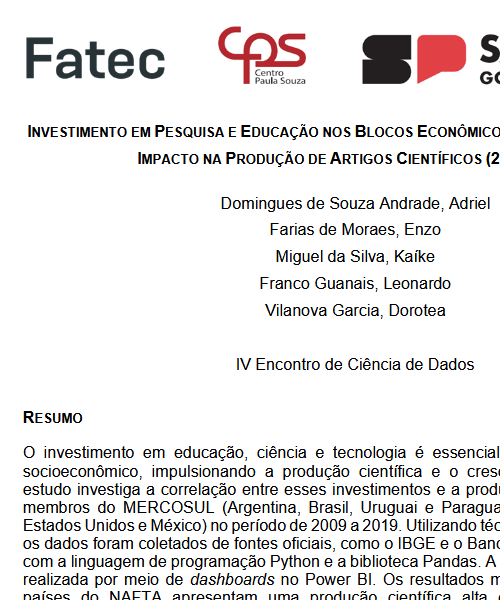 Fatec
CPS
Centro
Paula Souza
SP
S
GO
INVESTIMENTO EM PESQUISA E EDUCAÇÃO NOS BLOCOS ECONÔMICO
IMPACTO NA PRODUÇÃO DE ARTIGOS CIENTÍFICOS (2
Domingues de Souza Andrade, Adriel
Farias de Moraes, Enzo
Miguel da Silva, Kaíke
Franco Guanais, Leonardo
Vilanova Garcia, Dorotea
IV Encontro de Ciência de Dados
RESUMO
O investimento em educação, ciência e tecnologia é essencial
socioeconômico, impulsionando a produção científica e o cres
estudo investiga a correlação entre esses investimentos e a prod
membros do MERCOSUL (Argentina, Brasil, Uruguai e Paragua
Estados Unidos e México) no período de 2009 a 2019. Utilizando téc
os dados foram coletados de fontes oficiais, como o IBGE e o Banc
com a linguagem de programação Python e a biblioteca Pandas. A
realizada por meio de dashboards no Power BI. Os resultados m
países do NAFTA apresentam uma produção científica alta